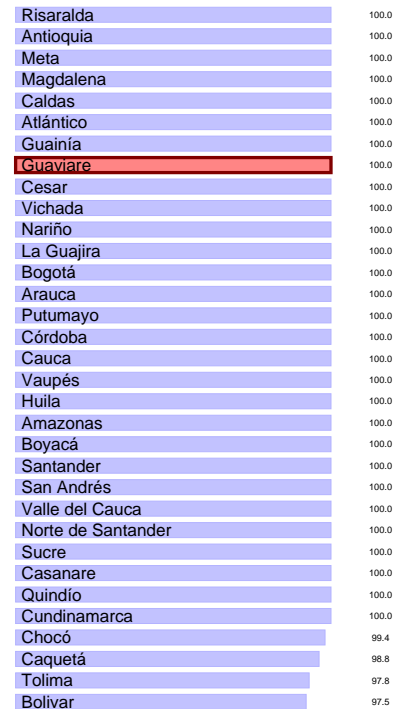 Risaralda 100.0
Antioquia 100.0
Meta 100.0
Magdalena 100.0
Caldas 100.0
Atlántico 100.0
Guainía 100.0
Guaviare 100.0
Cesar 100.0
Vichada 100.0
Nariño 100.0
La Guajira 100.0
Bogotá 100.0
Arauca 100.0
Putumayo 100.0
Córdoba 100.0
Cauca 100.0
Vaupés 100.0
Huila 100.0
Amazonas 100.0
Boyacá 100.0
Santander 100.0
San Andrés 100.0
Valle del Cauca 100.0
Norte de Santander 100.0
Sucre 100.0
Casanare 100.0
Quindío 100.0
Cundinamarca 100.0
Chocó 99.4
Caquetá 98.8
Tolima 97.8
Bolivar 97.5